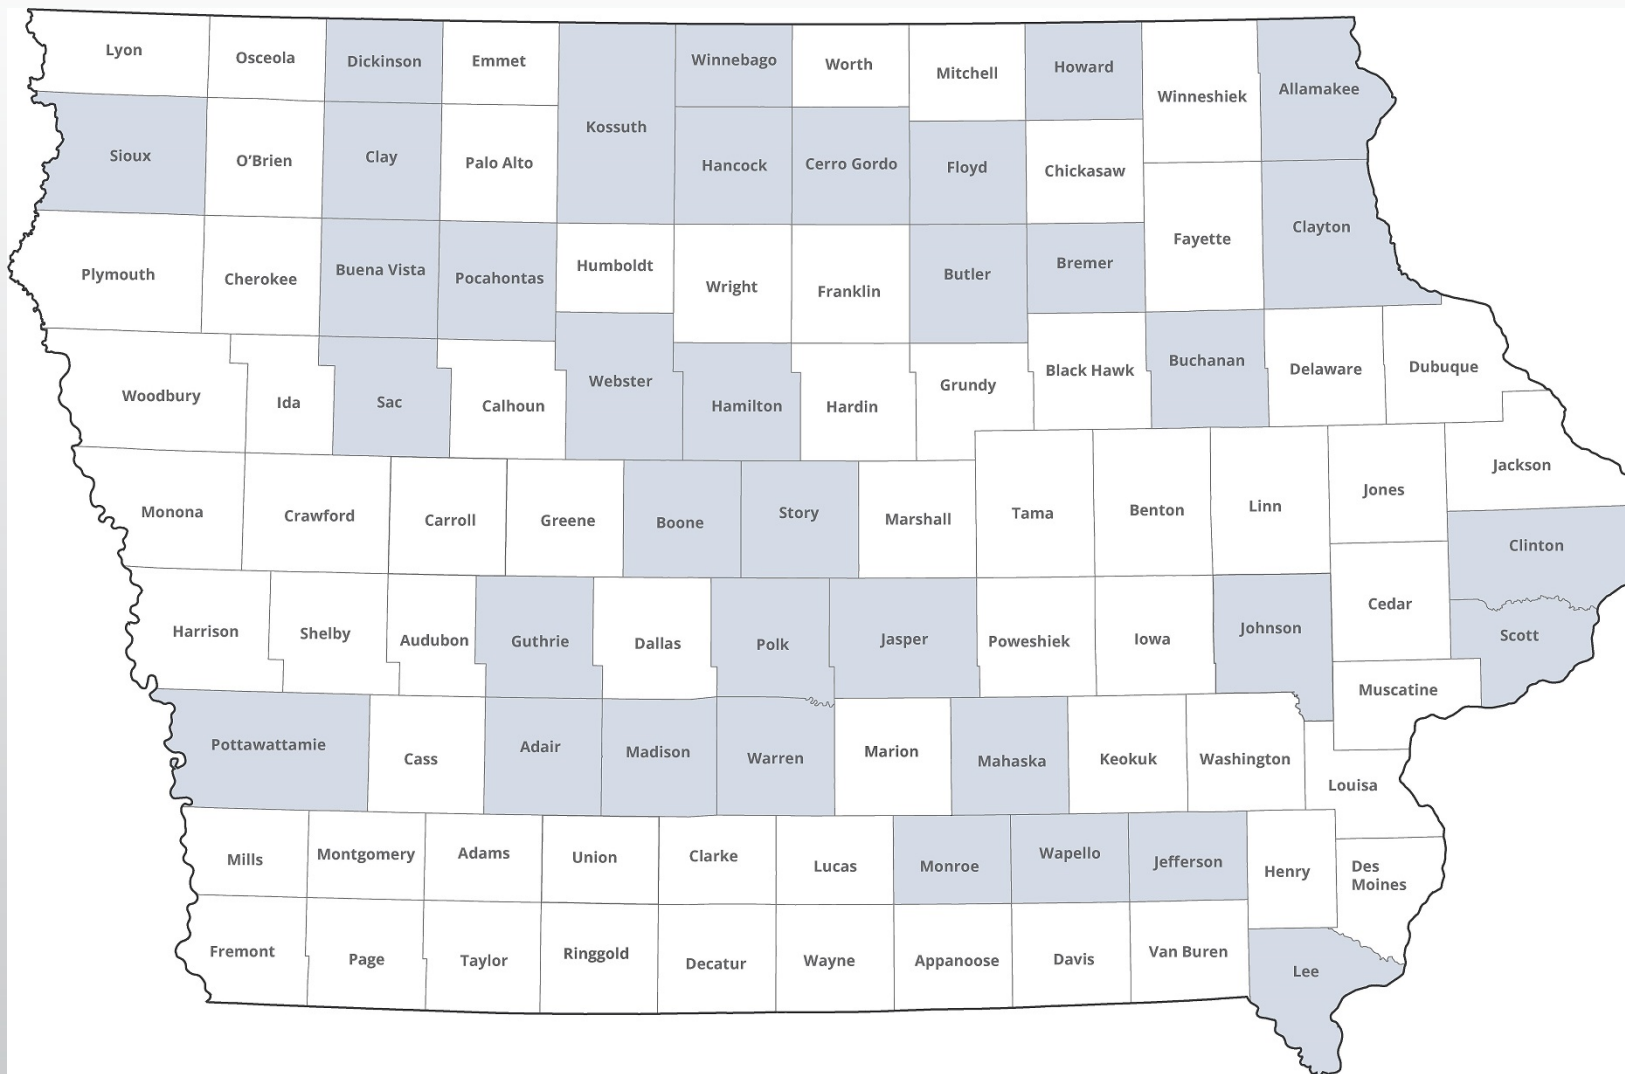 Lyon
Osceola
Dickinson
Emmet
Kossuth
Winnebago
Worth
Mitchell
Howard
Winneshiek
Allamakee
Sioux
O'Brien
Clay
Palo Alto
Hancock
Cerro Gordo
Floyd
Chickasaw
Fayette
Clayton
Plymouth
Cherokee
Buena Vista
Pocahontas
Humboldt
Wright
Franklin
Butler
Bremer
Woodbury
Ida
Sac
Calhoun
Webster
Hamilton
Hardin
Grundy
Black Hawk
Buchanan
Delaware
Dubuque
Monona
Crawford
Carroll
Greene
Boone
Story
Marshall
Tama
Benton
Linn
Jones
Jackson
Clinton
Harrison
Shelby
Audubon
Guthrie
Dallas
Polk
Jasper
Poweshiek
Iowa
Johnson
Cedar
Scott
Muscatine
Pottawattamie
Cass
Adair
Madison
Warren
Marion
Mahaska
Keokuk
Washington
Louisa
Mills
Montgomery
Adams
Union
Clarke
Lucas
Monroe
Wapello
Jefferson
Henry
Des
Moines
Fremont
Page
Taylor
Ringgold
Decatur
Wayne
Appanoose
Davis
Van Buren
Lee